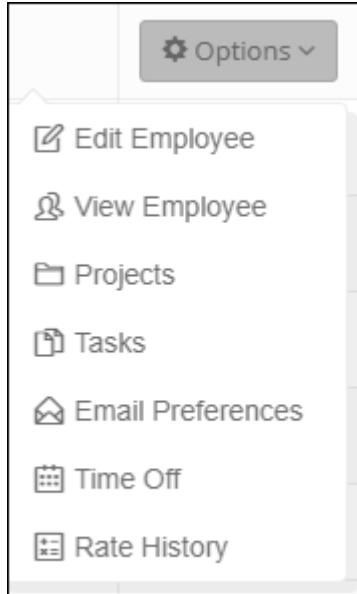 Options
Edit Employee
View Employee
Projects
Tasks
Email Preferences
Time Off
Rate History